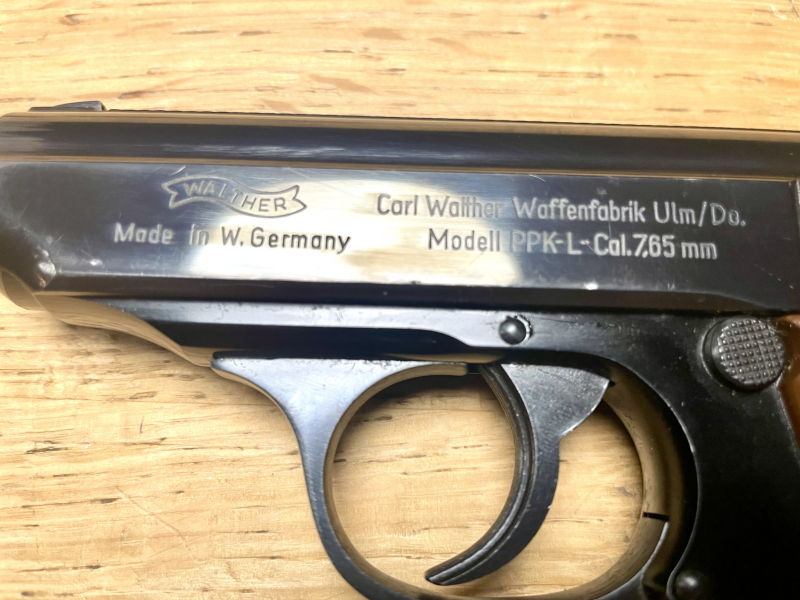 WALTHER
Made in W. Germany
Carl Walther Waffenfabrik Ulm/Do.
Modell PPK-L-Cal. 7,65 mm